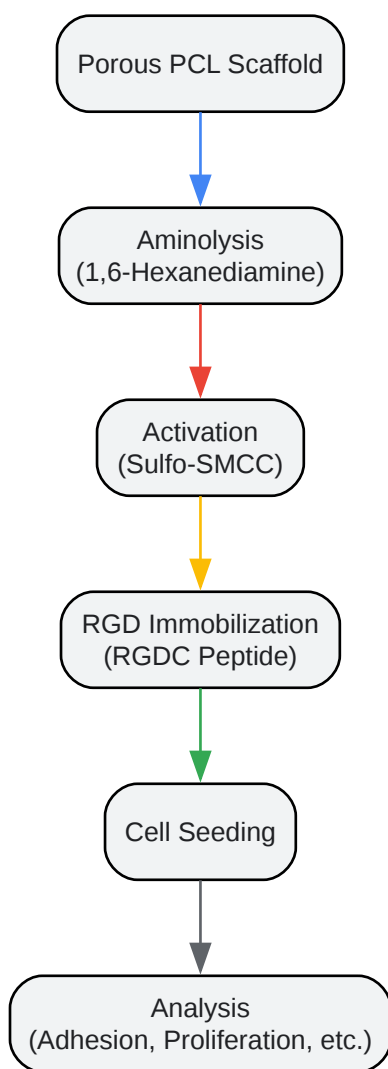 Porous PCL Scaffold
Aminolysis
(1,6-Hexanediamine)
Activation
(Sulfo-SMCC)
RGD Immobilization
(RGDC Peptide)
Cell Seeding
Analysis
(Adhesion, Proliferation, etc.)